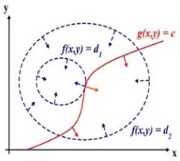 y
g(x,y) = c
f(x,y) = d₁
f(x,y) = d₂
x